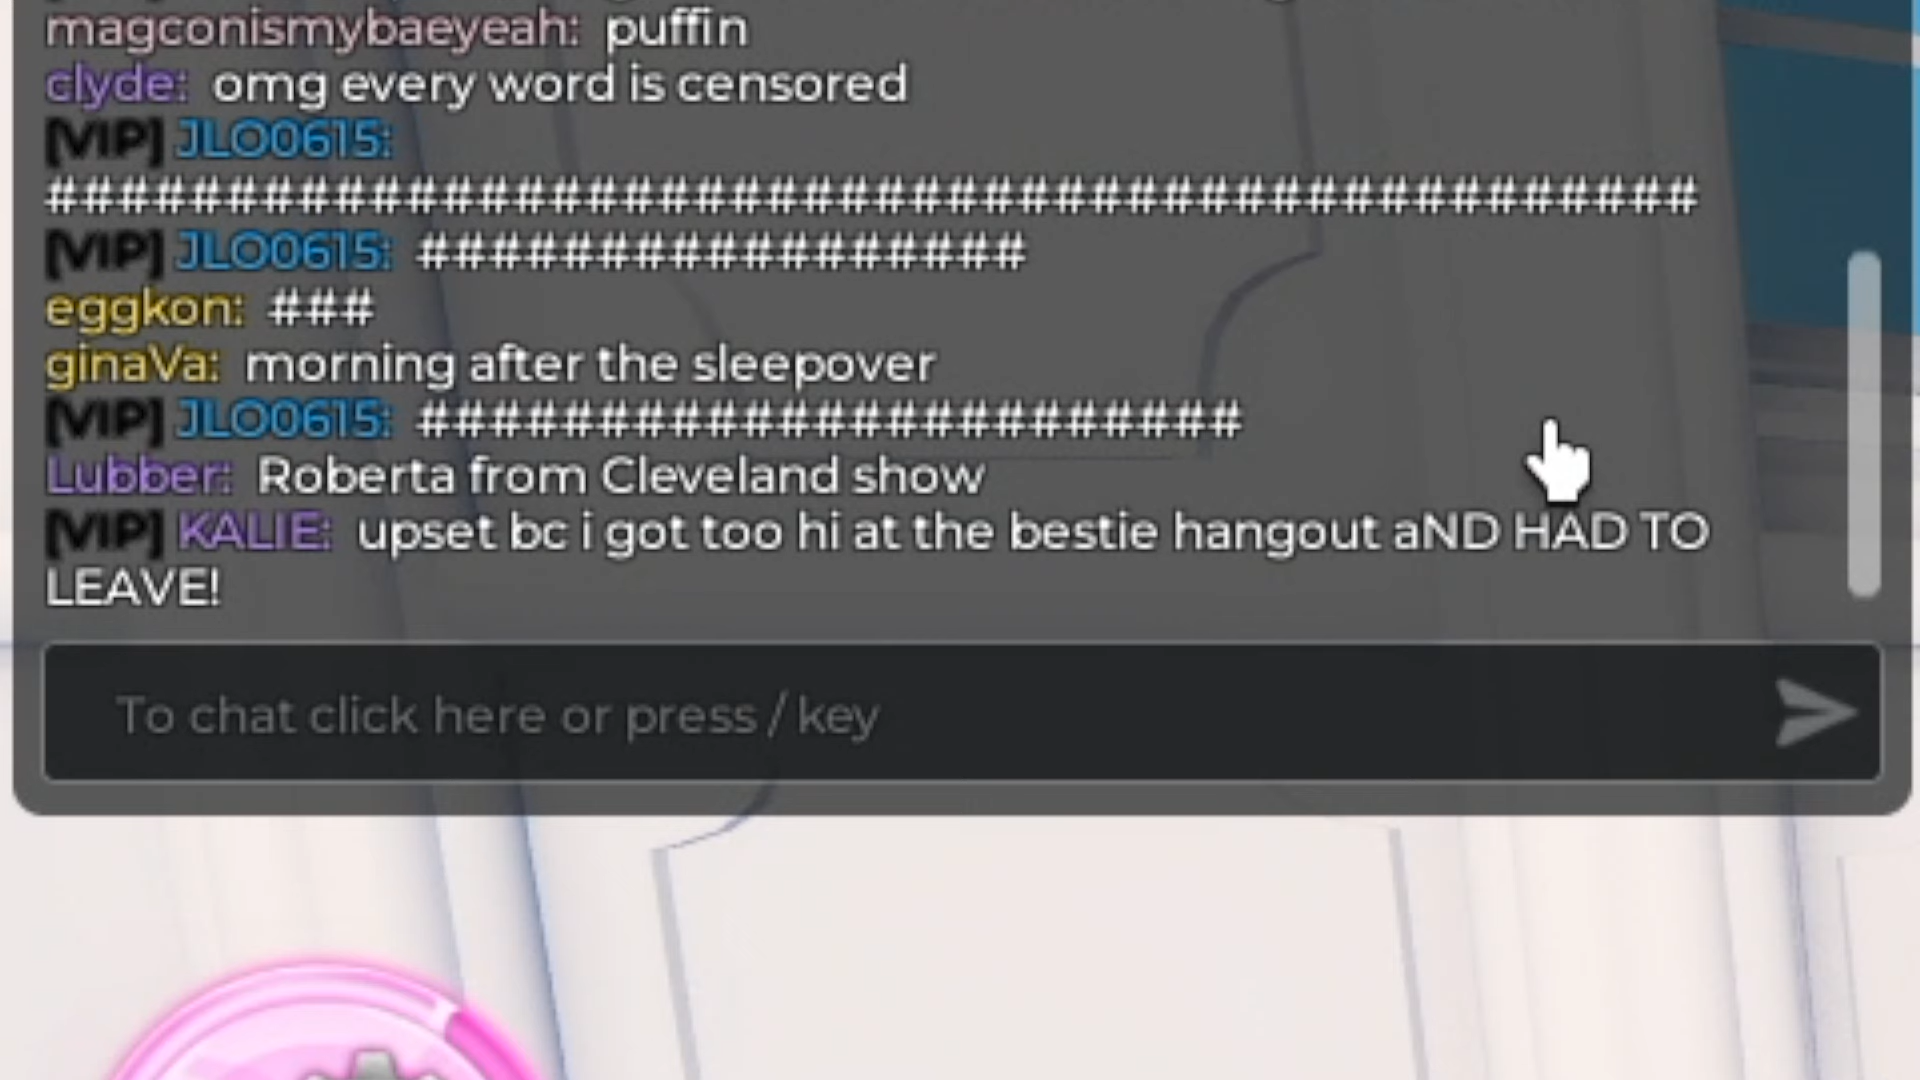 magconismybaeyeah: puffin
clyde: omg every word is censored
[VIP] JLO0615:
##############################################
[VIP] JLO0615: #################
eggkon: ###
ginaVa: morning after the sleepover
[VIP] JLO0615: #######################
Lubber: Roberta from Cleveland show
[VIP] KALIE: upset bc i got too hi at the bestie hangout aND HAD TO
LEAVE!
To chat click here or press / key